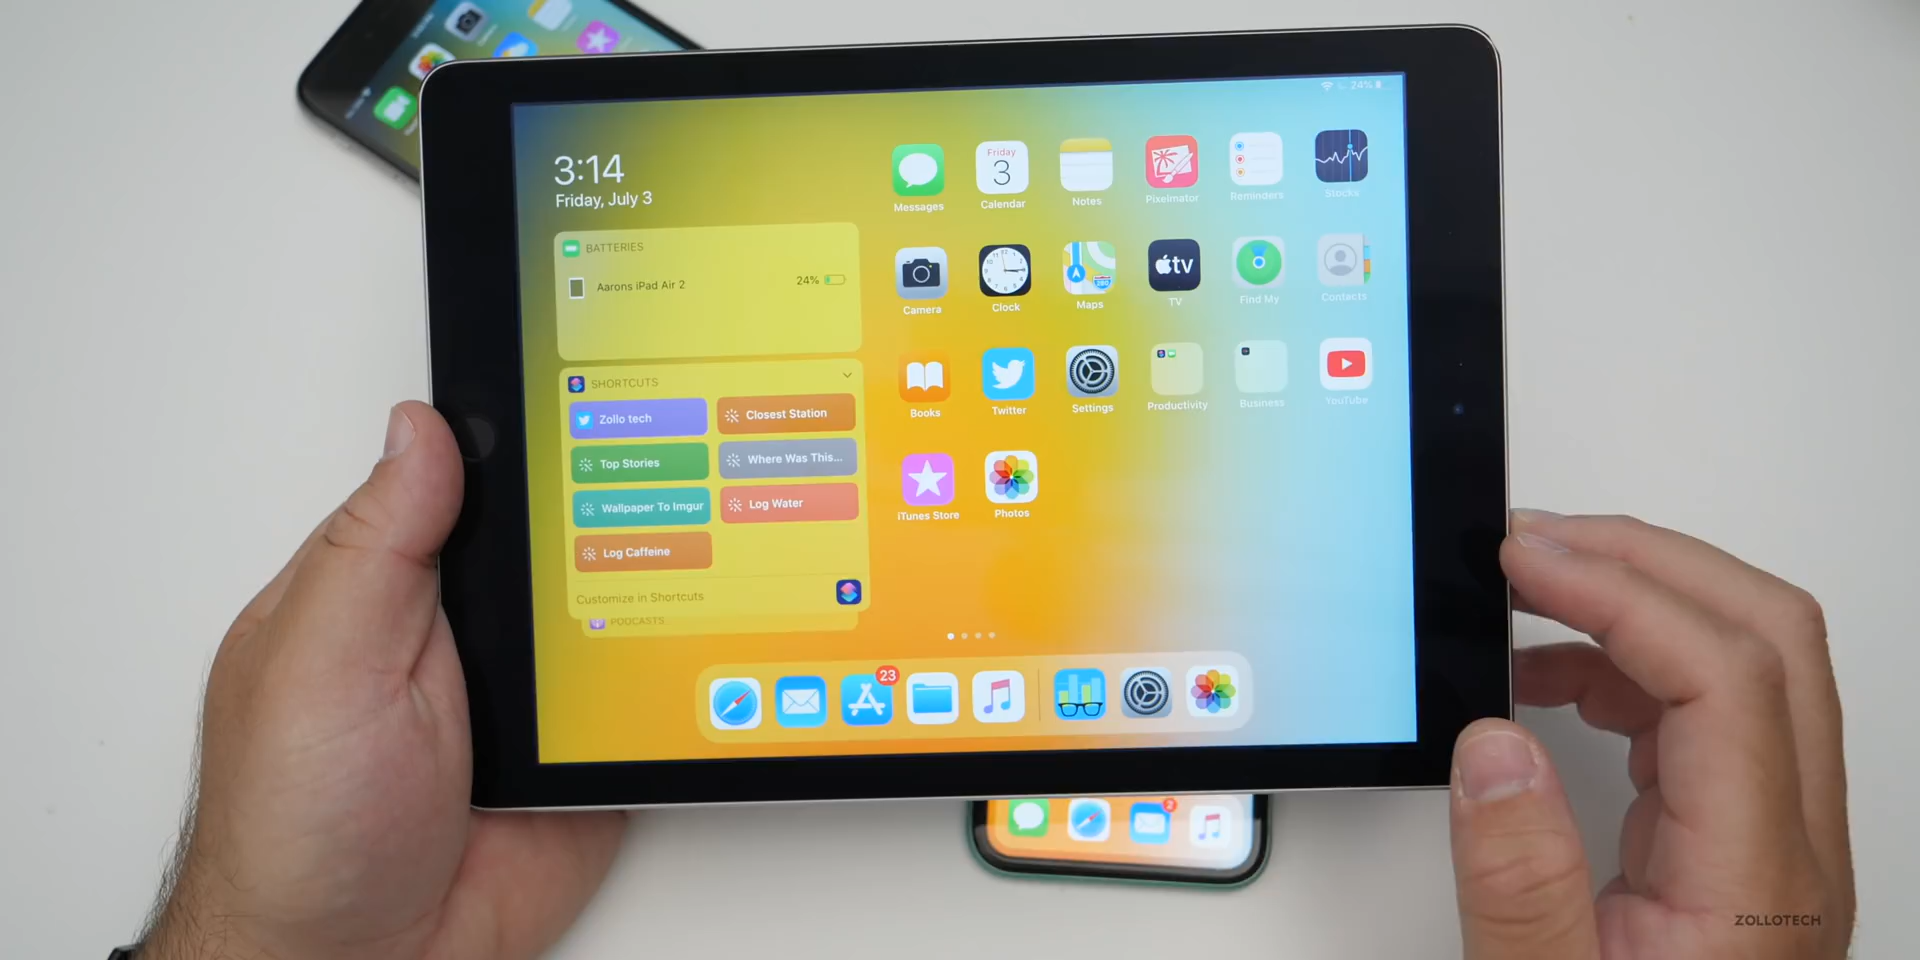 24%
3:14
Friday, July 3
BATTERIES
Aarons iPad Air 2
24%
SHORTCUTS
Zollo tech
Closest Station
Top Stories
Where Was This...
Wallpaper To Imgur
Log Water
Log Caffeine
Customize in Shortcuts
PODCASTS
Friday
3
Messages
Calendar
Notes
Pixelmator
Reminders
Stocks
tv
280
Camera
Clock
Maps
TV
Find My
Contacts
Books
Twitter
Settings
Productivity
Business
YouTube
iTunes Store
Photos
23
2
ZOLLOTECH